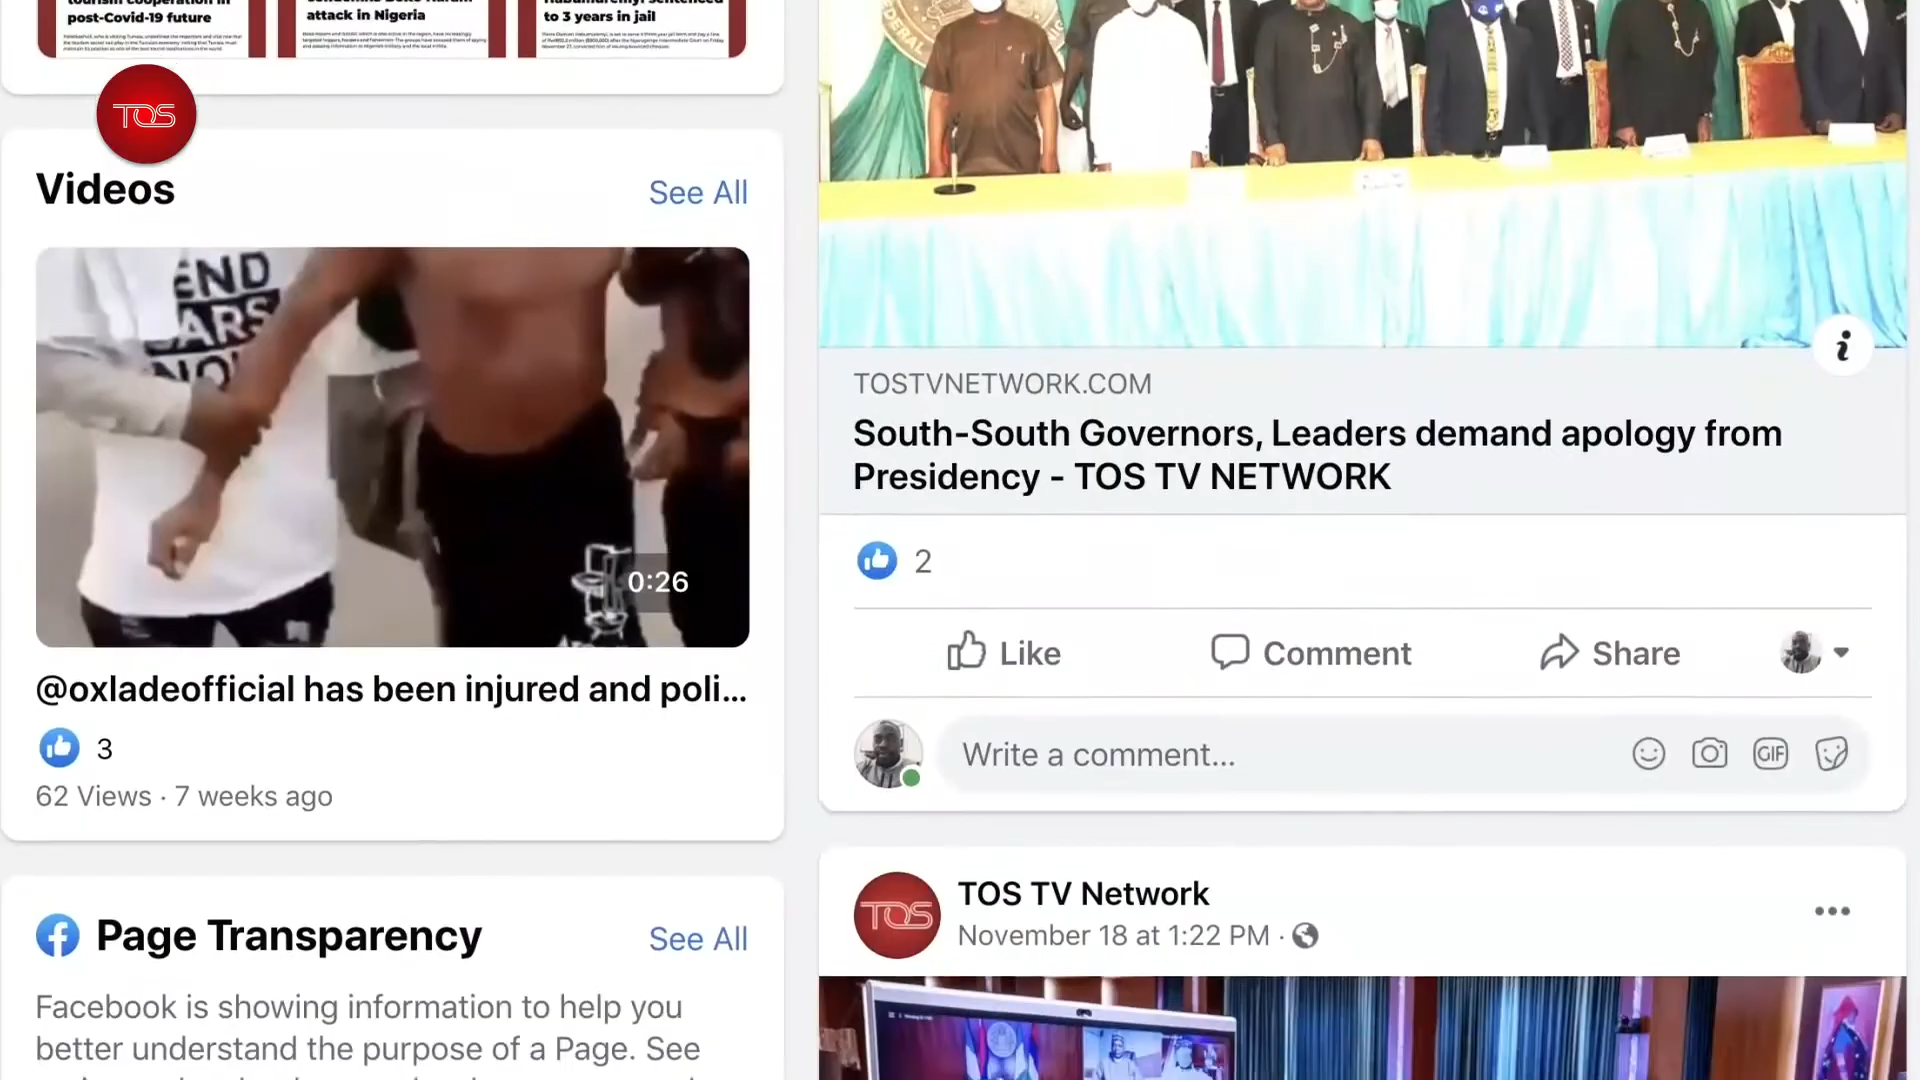 post-Covid-19 future
attack in Nigeria
to 3 years in jail
TOS
Videos
See All
END
SARS
NOW
0:26
@oxladeofficial has been injured and poli...
3
62 Views · 7 weeks ago
Page Transparency
See All
Facebook is showing information to help you
better understand the purpose of a Page. See
TOSTVNETWORK.COM
South-South Governors, Leaders demand apology from
Presidency - TOS TV NETWORK
2
Like
Comment
Share
Write a comment...
GIF
TOS
TOS TV Network
November 18 at 1:22 PM ·